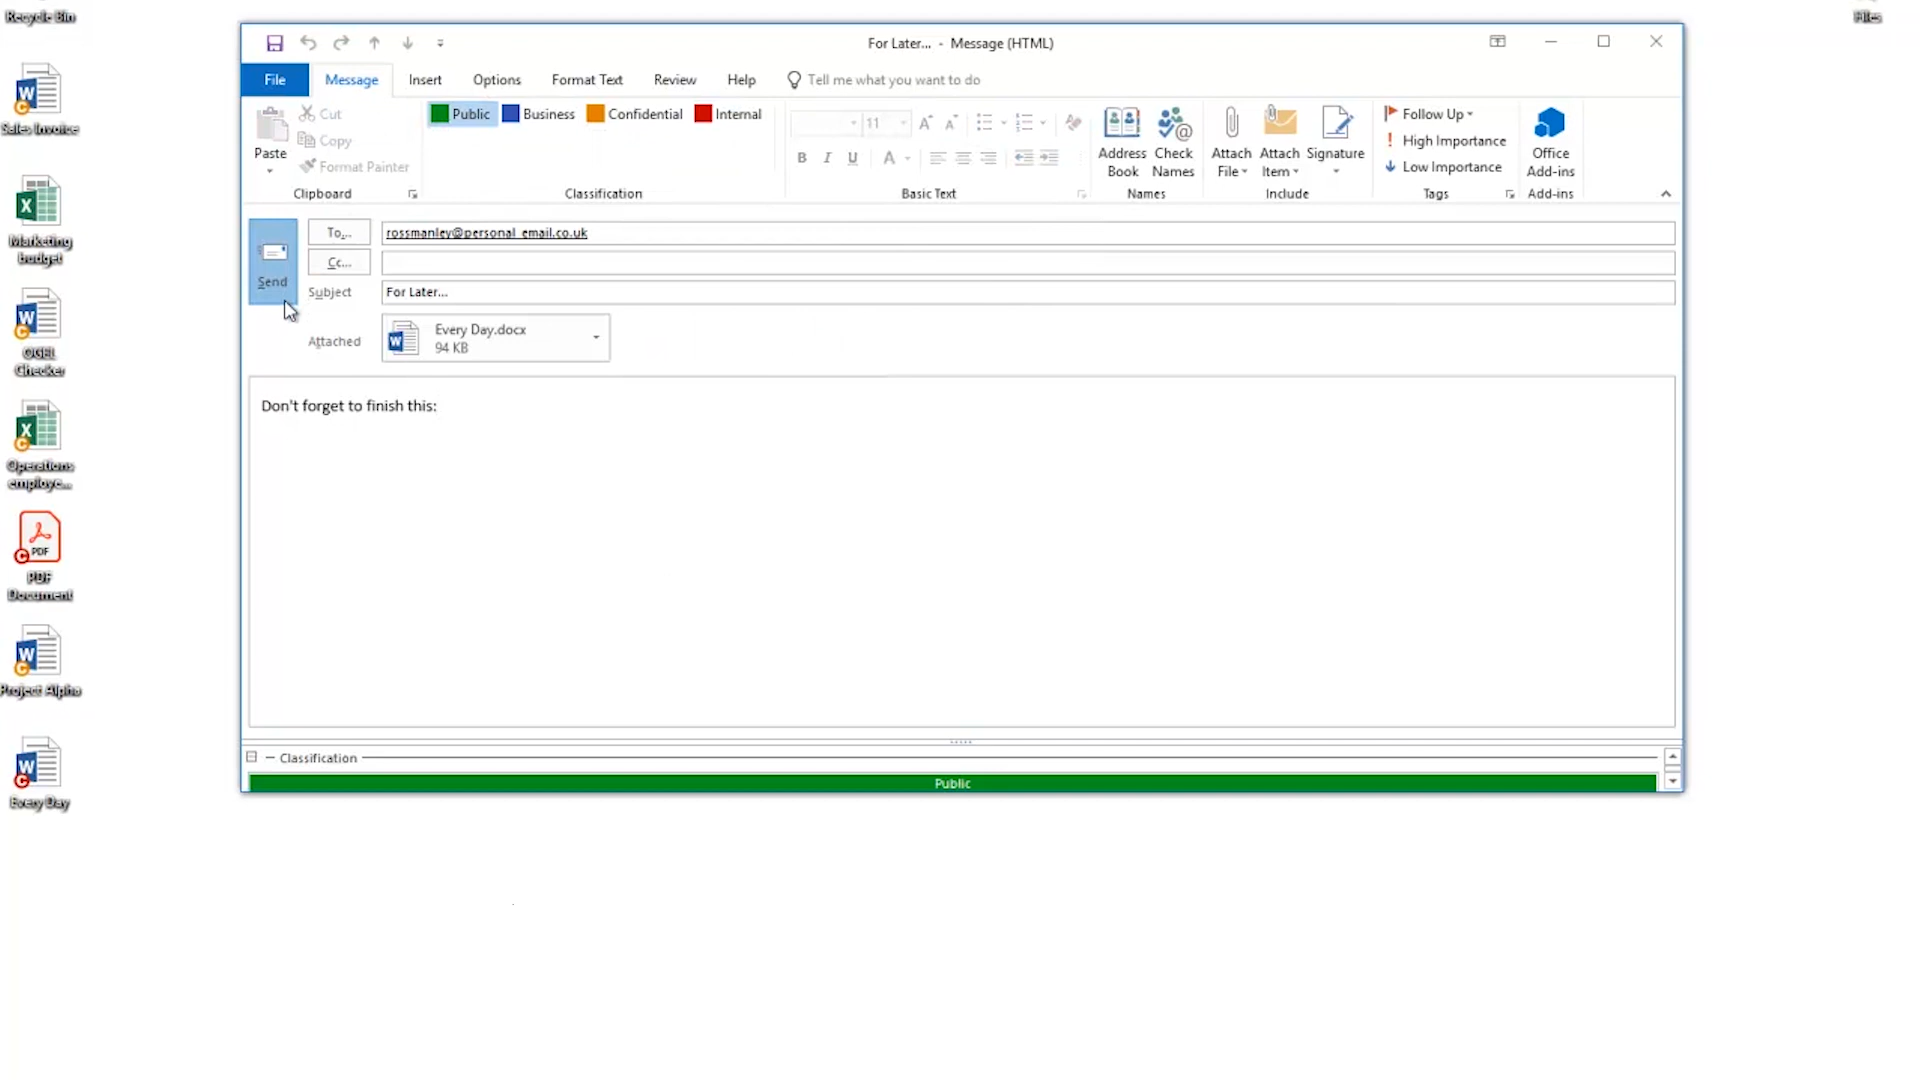 Recycle Bin
Files
For Later... - Message (HTML)
File Message Insert Options Format Text Review Help Tell me what you want to do
Paste
Cut
Copy
Format Painter
Clipboard
Public Business Confidential Internal
Classification
11
B I U A
Basic Text
Address Book
Check Names
Names
Attach File
Attach Item
Signature
Include
Follow Up
High Importance
Low Importance
Tags
Office Add-ins
Add-ins
Send
To... rossmanley@personal_email.co.uk
Cc...
Subject For Later...
Attached Every Day.docx
94 KB
Don't forget to finish this:
Classification
Public
Sales Invoice
Marketing
budget
OGEL
Checker
Operations
employe...
PDF
PDF
Document
Project Alpha
Every Day